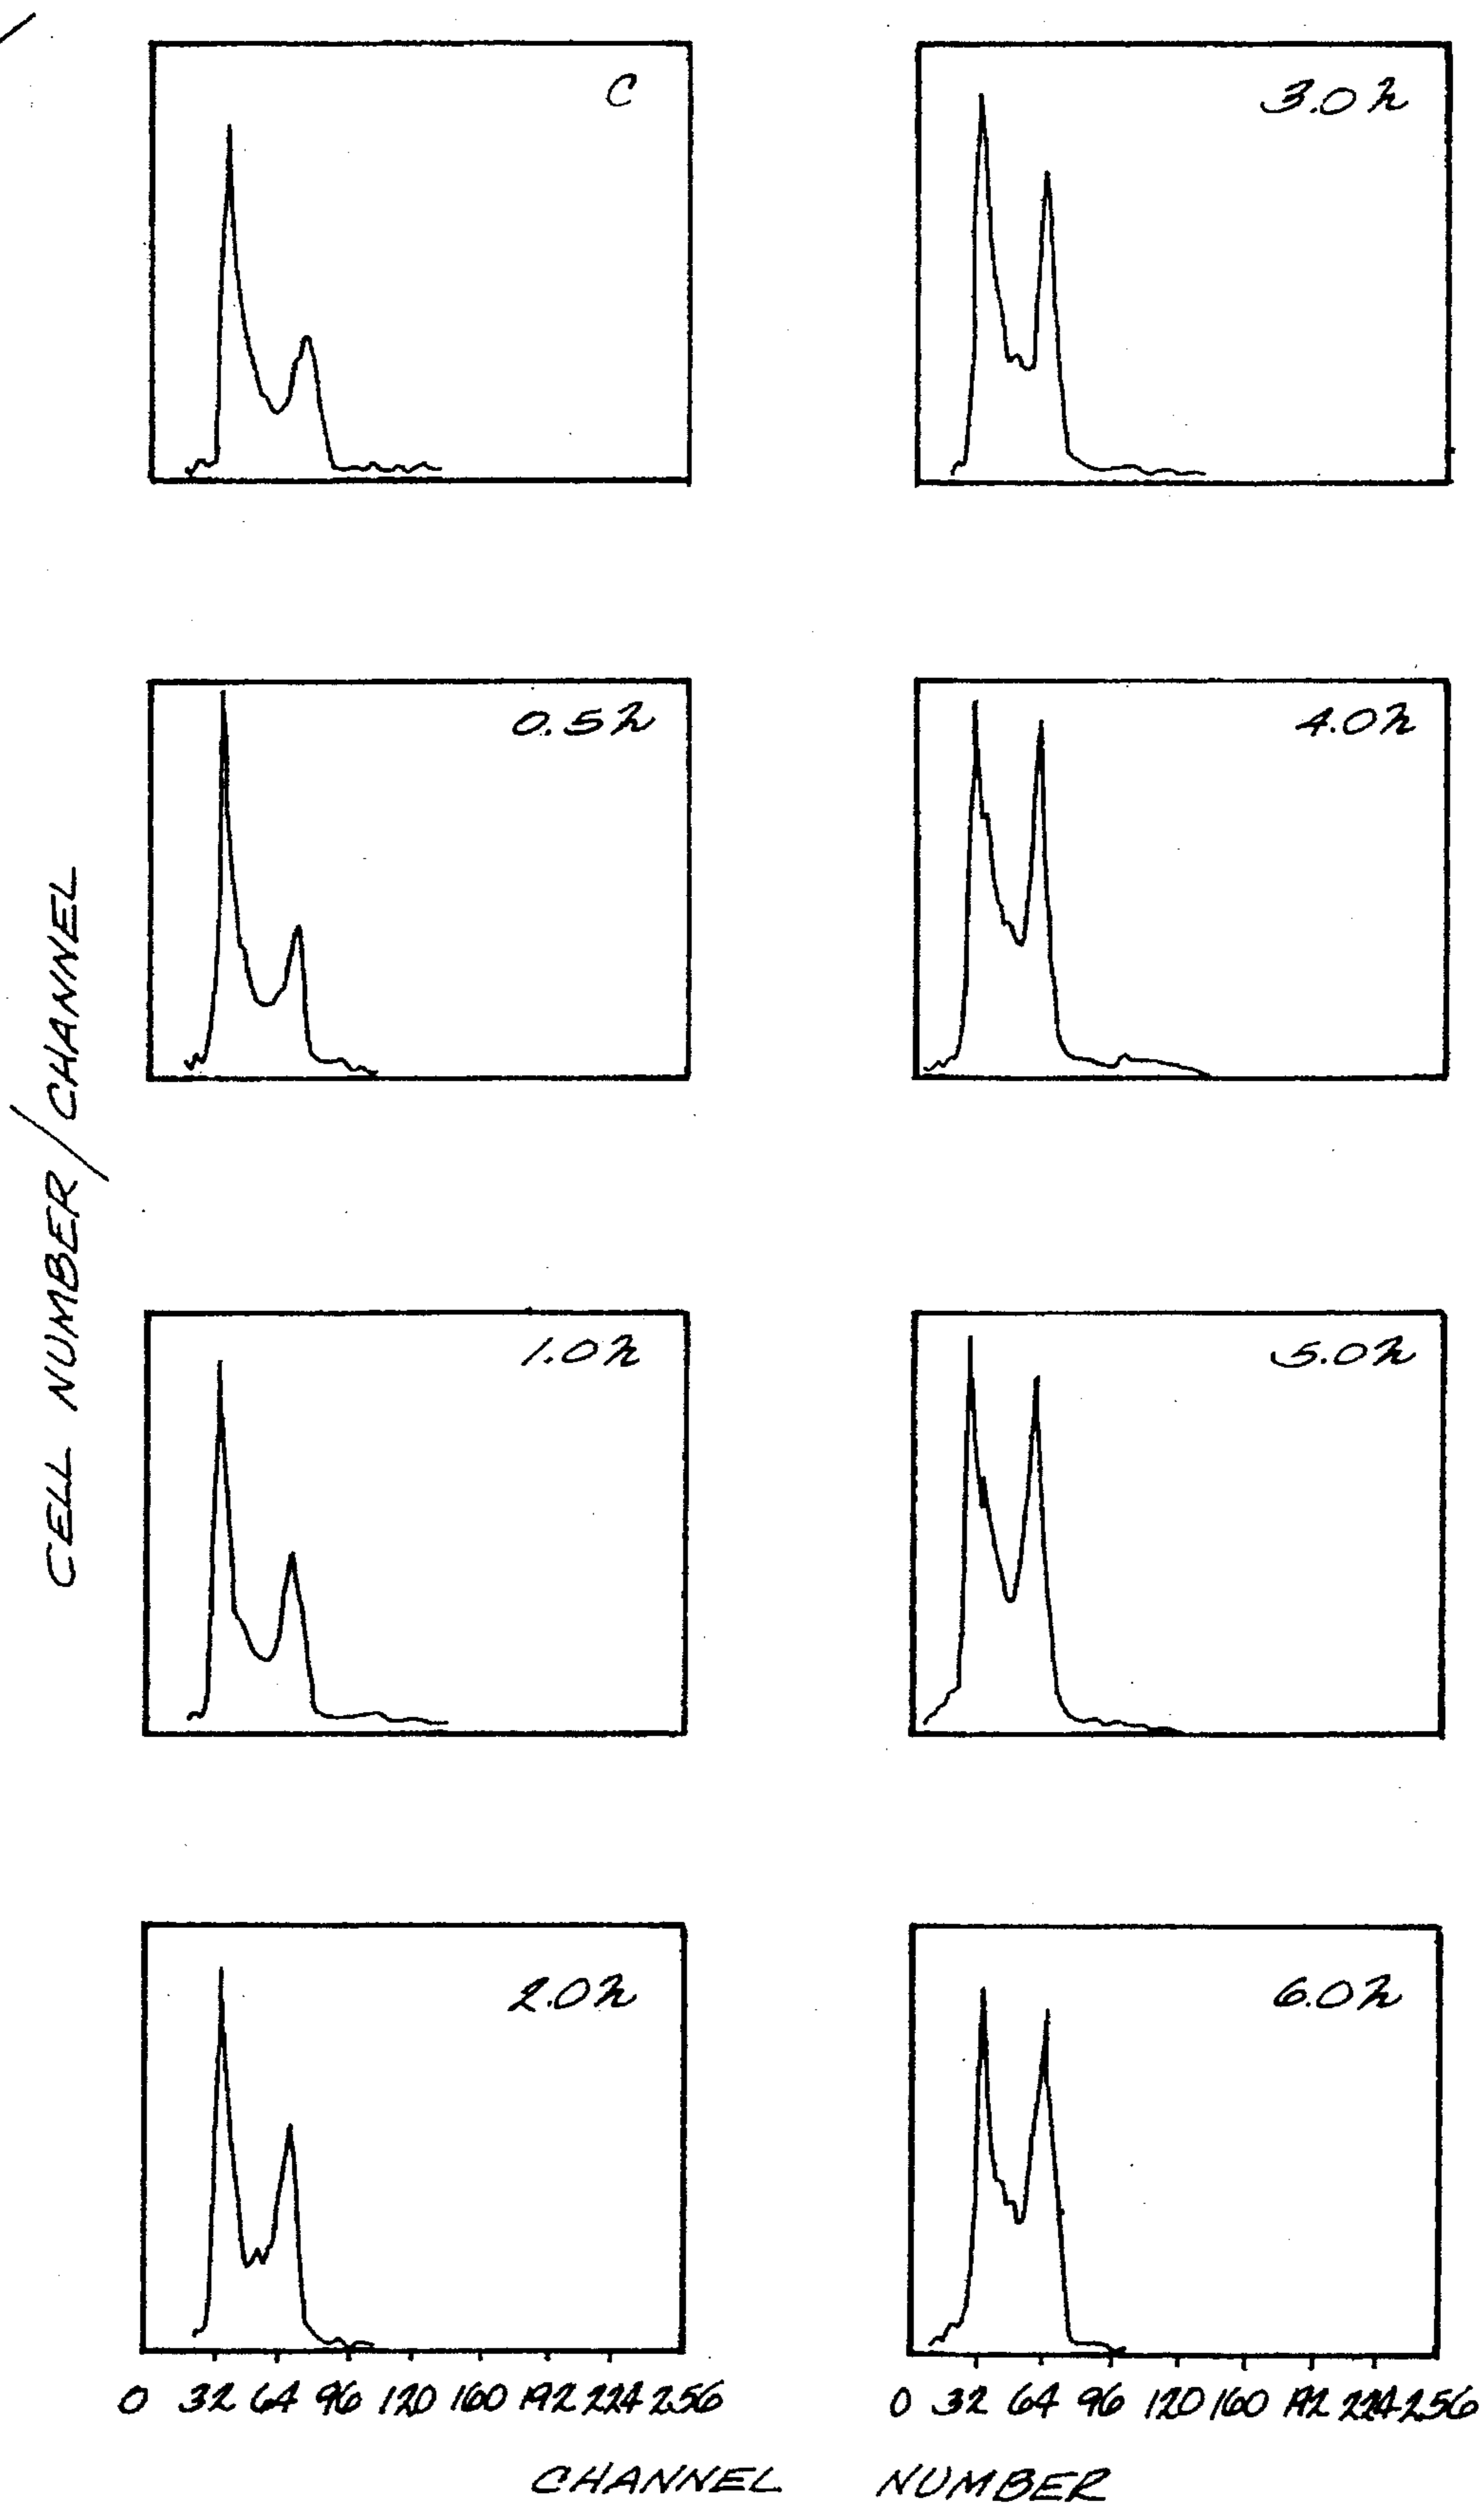 C
3.0h
0.5h
4.0h
CELL NUMBER/CHANNEL
1.0h
5.0h
2.0h
6.0h
0 32 64 96 120 160 192 224 256
0 32 64 96 120 160 192 224 256
CHANNEL NUMBER